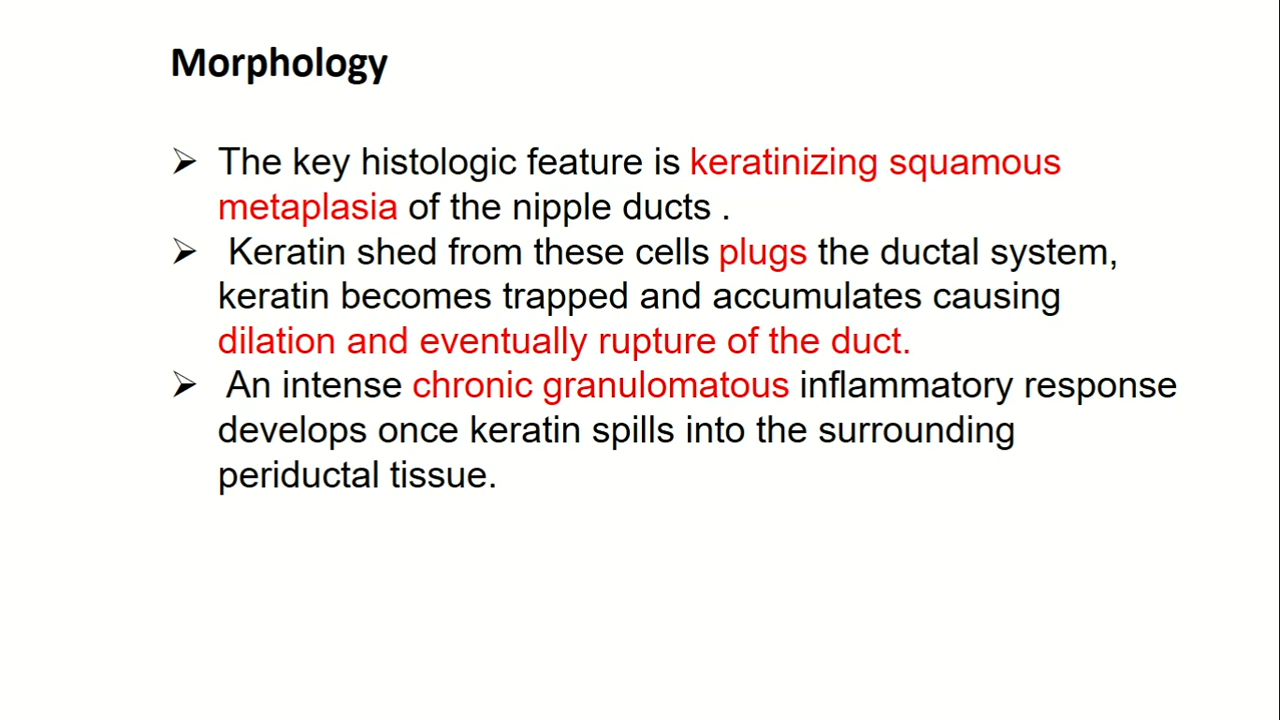 Morphology
➢ The key histologic feature is keratinizing squamous
metaplasia of the nipple ducts .
➢ Keratin shed from these cells plugs the ductal system,
keratin becomes trapped and accumulates causing
dilation and eventually rupture of the duct.
➢ An intense chronic granulomatous inflammatory response
develops once keratin spills into the surrounding
periductal tissue.